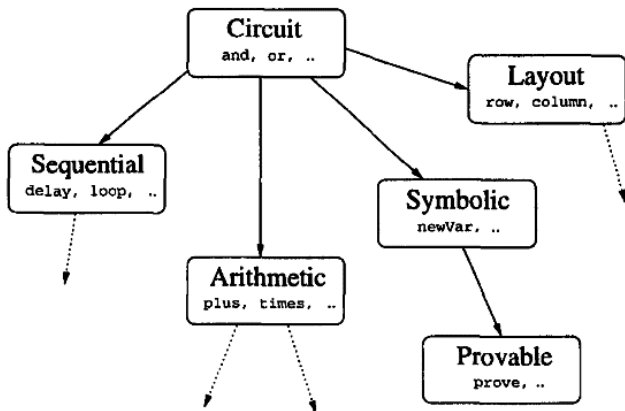 Circuit
and, or, ..
Layout
row, column, ..
Sequential
delay, loop, ..
Symbolic
newVar, ..
Arithmetic
plus, times, ..
Provable
prove, ..